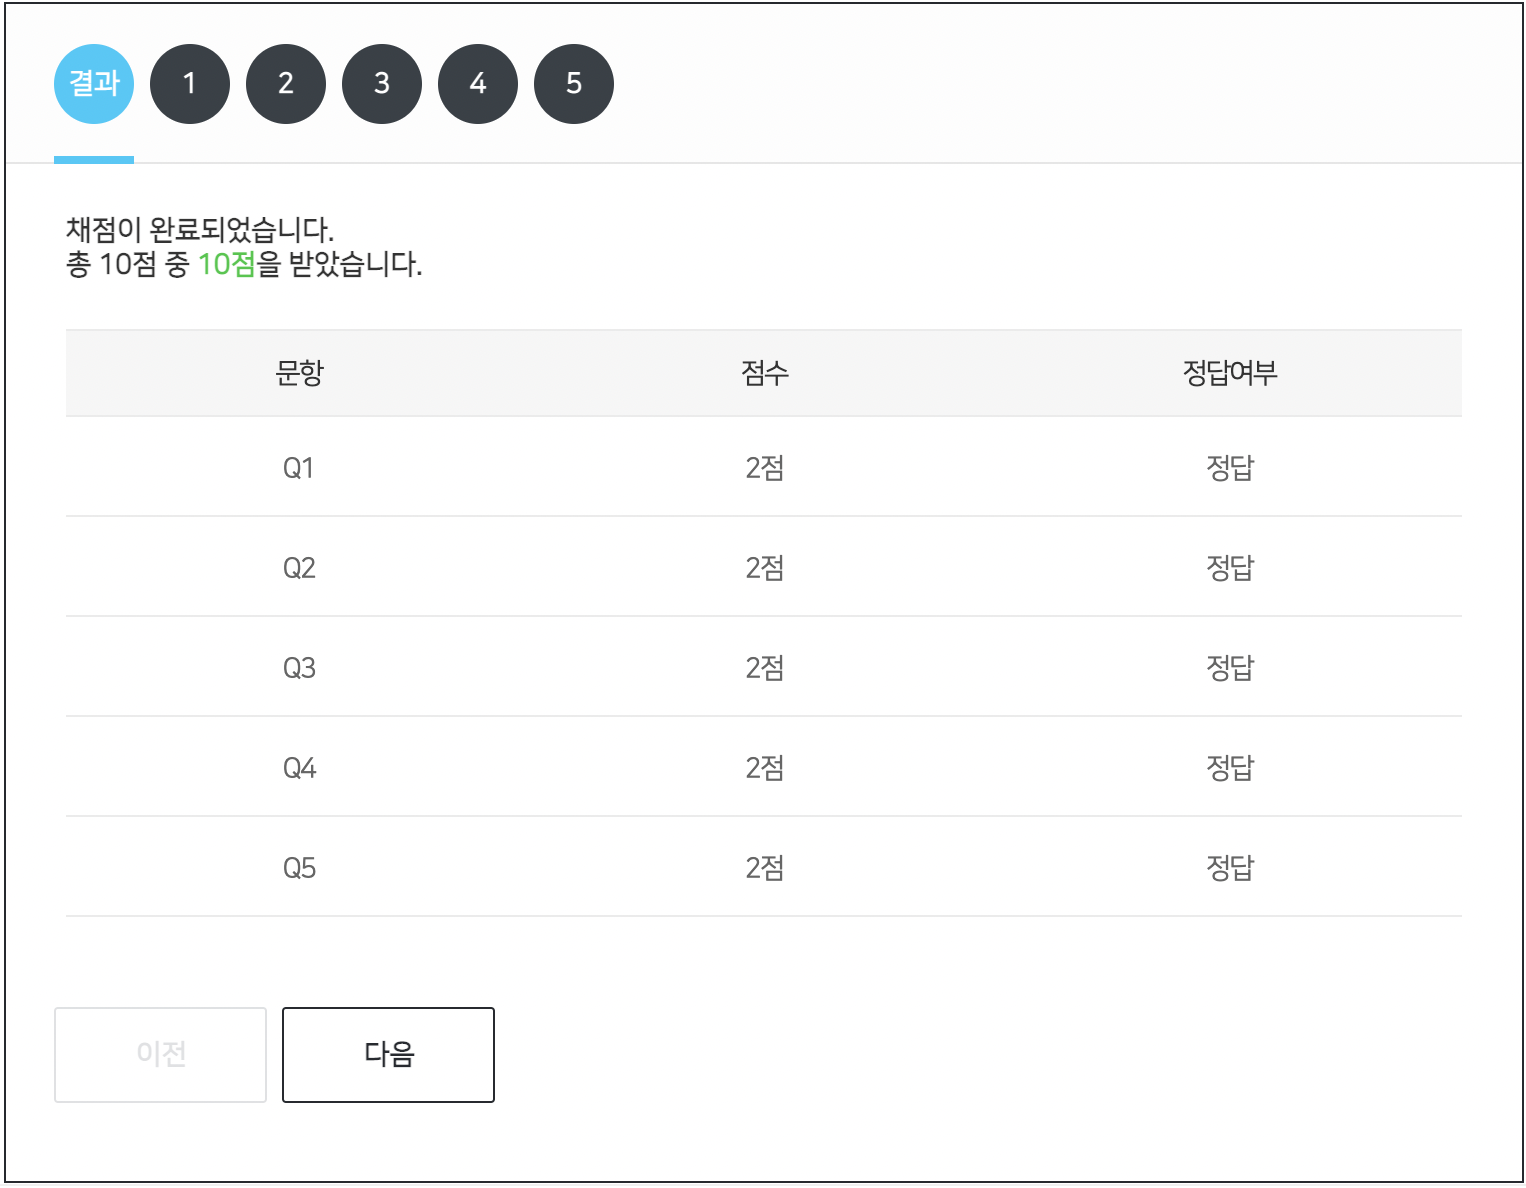 결과 1 2 3 4 5
채점이 완료되었습니다.
총 10점 중 10점을 받았습니다.
문항 점수 정답여부
Q1 2점 정답
Q2 2점 정답
Q3 2점 정답
Q4 2점 정답
Q5 2점 정답
이전 다음